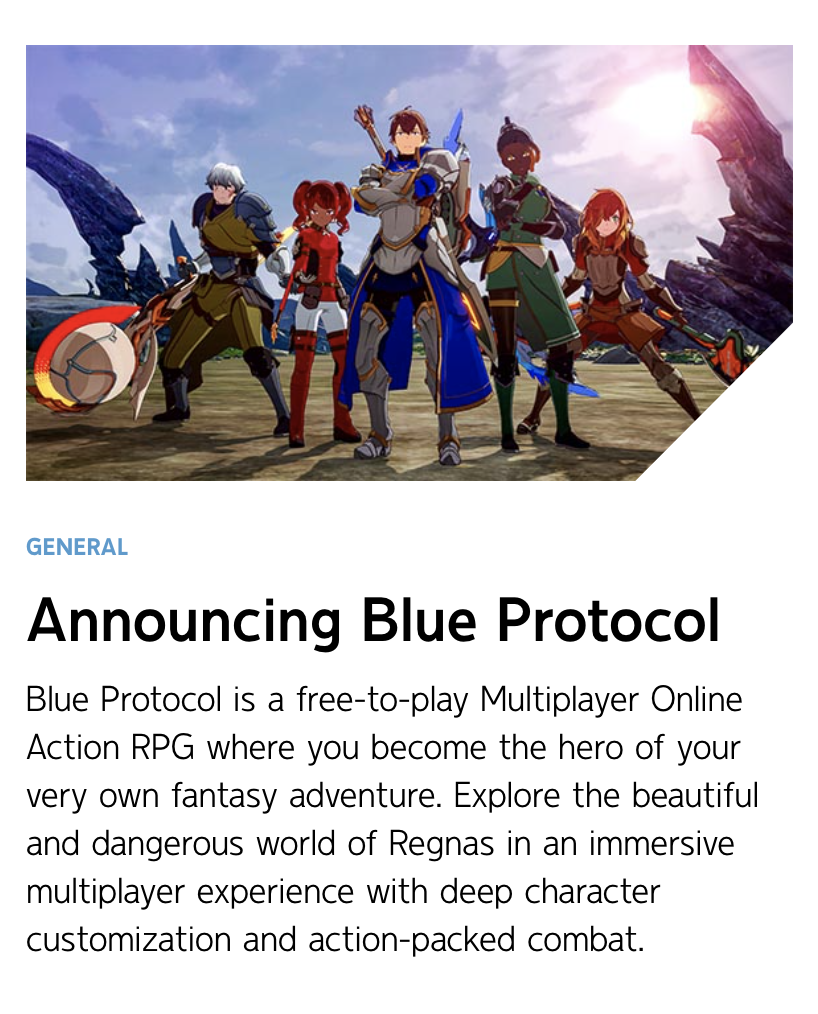 GENERAL
Announcing Blue Protocol
Blue Protocol is a free-to-play Multiplayer Online
Action RPG where you become the hero of your
very own fantasy adventure. Explore the beautiful
and dangerous world of Regnas in an immersive
multiplayer experience with deep character
customization and action-packed combat.